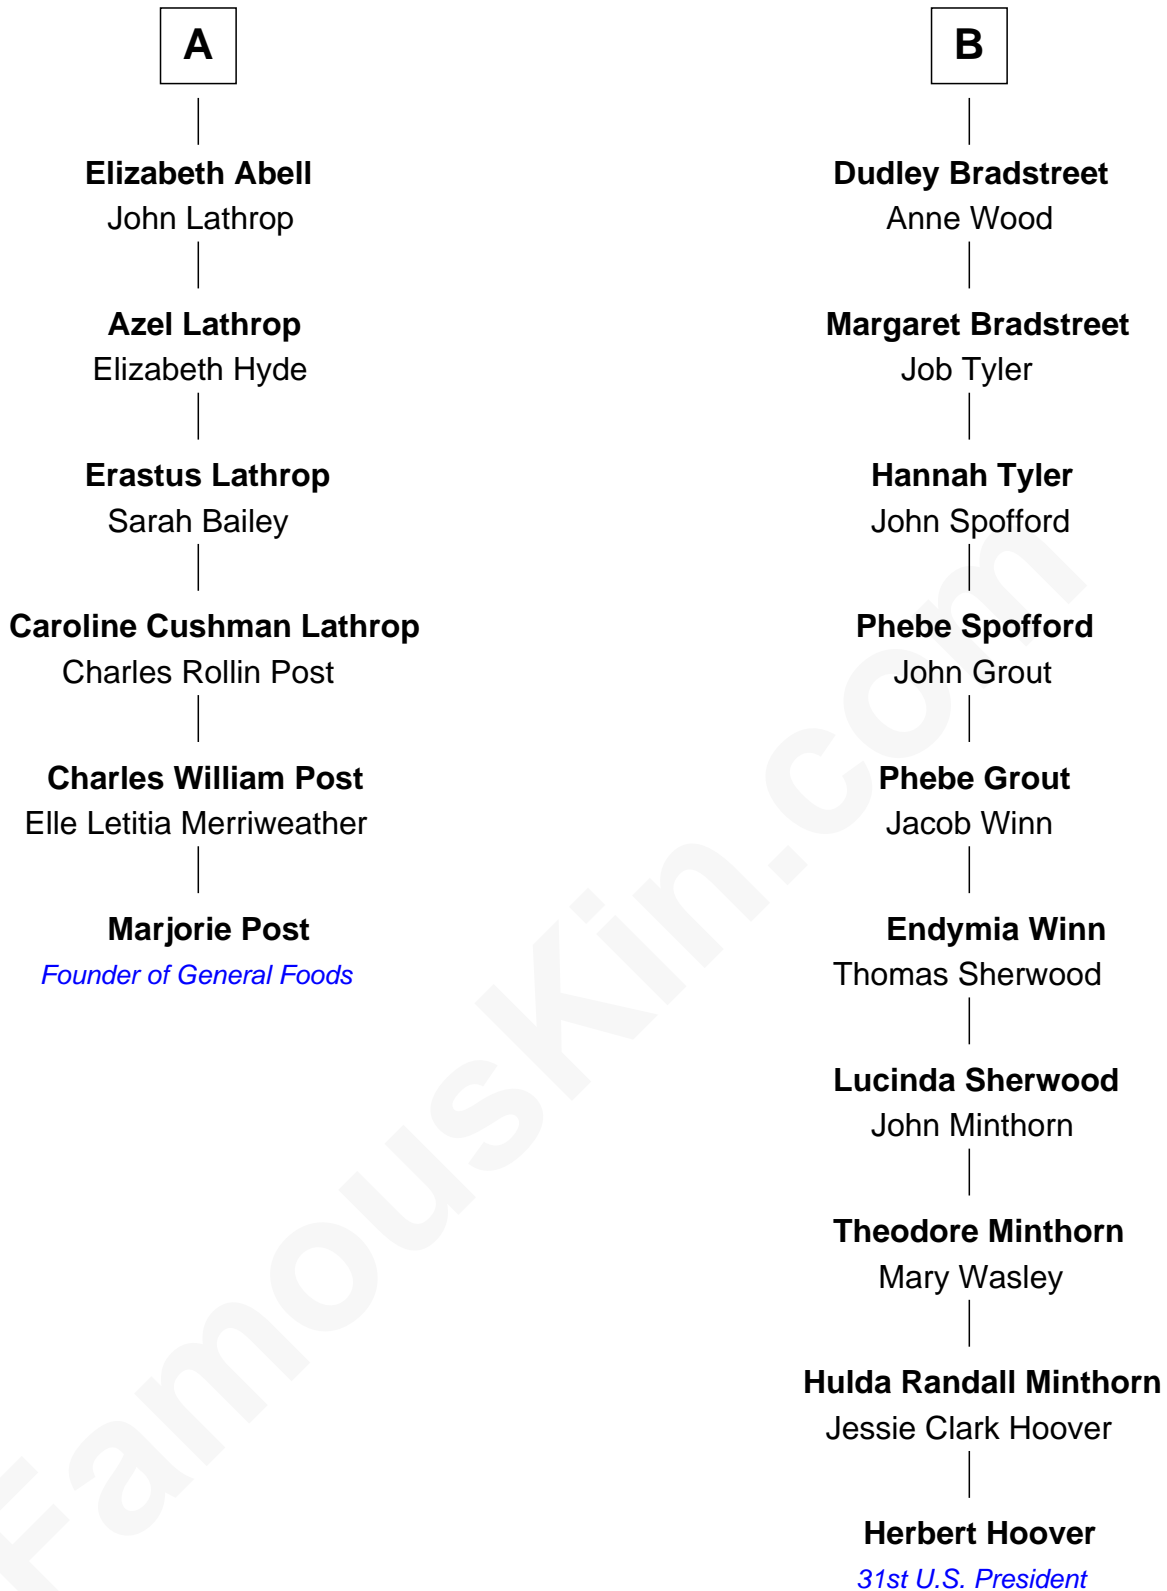 A
Elizabeth Abell
John Lathrop
Azel Lathrop
Elizabeth Hyde
Erastus Lathrop
Sarah Bailey
Caroline Cushman Lathrop
Charles Rollin Post
Charles William Post
Elle Letitia Merriweather
Marjorie Post
Founder of General Foods
B
Dudley Bradstreet
Anne Wood
Margaret Bradstreet
Job Tyler
Hannah Tyler
John Spofford
Phebe Spofford
John Grout
Phebe Grout
Jacob Winn
Endymia Winn
Thomas Sherwood
Lucinda Sherwood
John Minthorn
Theodore Minthorn
Mary Wasley
Hulda Randall Minthorn
Jessie Clark Hoover
Herbert Hoover
31st U.S. President
FamousKin.com